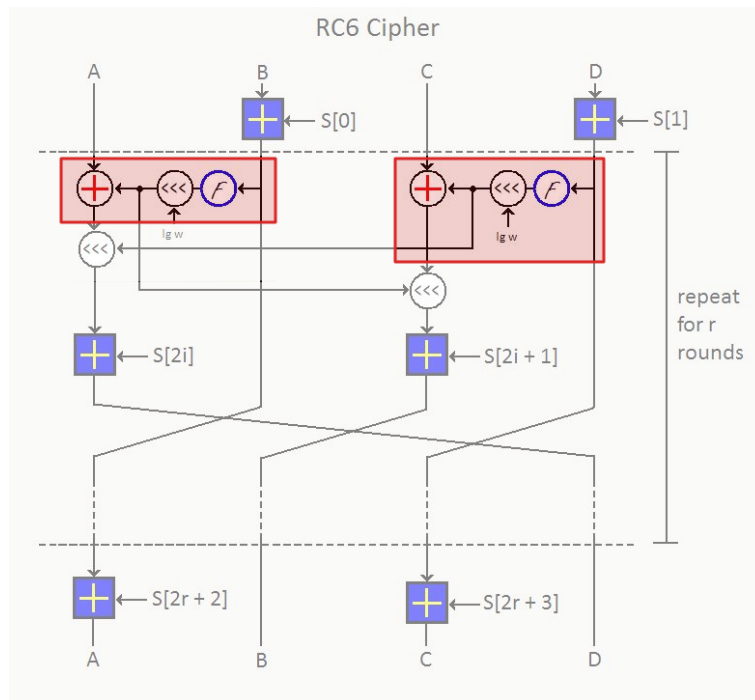 RC6 Cipher
A B C D
S[0] S[1]
<<< F <<< F
lg w lg w
<<<
<<<
repeat
for r
rounds
S[2i] S[2i + 1]
S[2r + 2] S[2r + 3]
A B C D